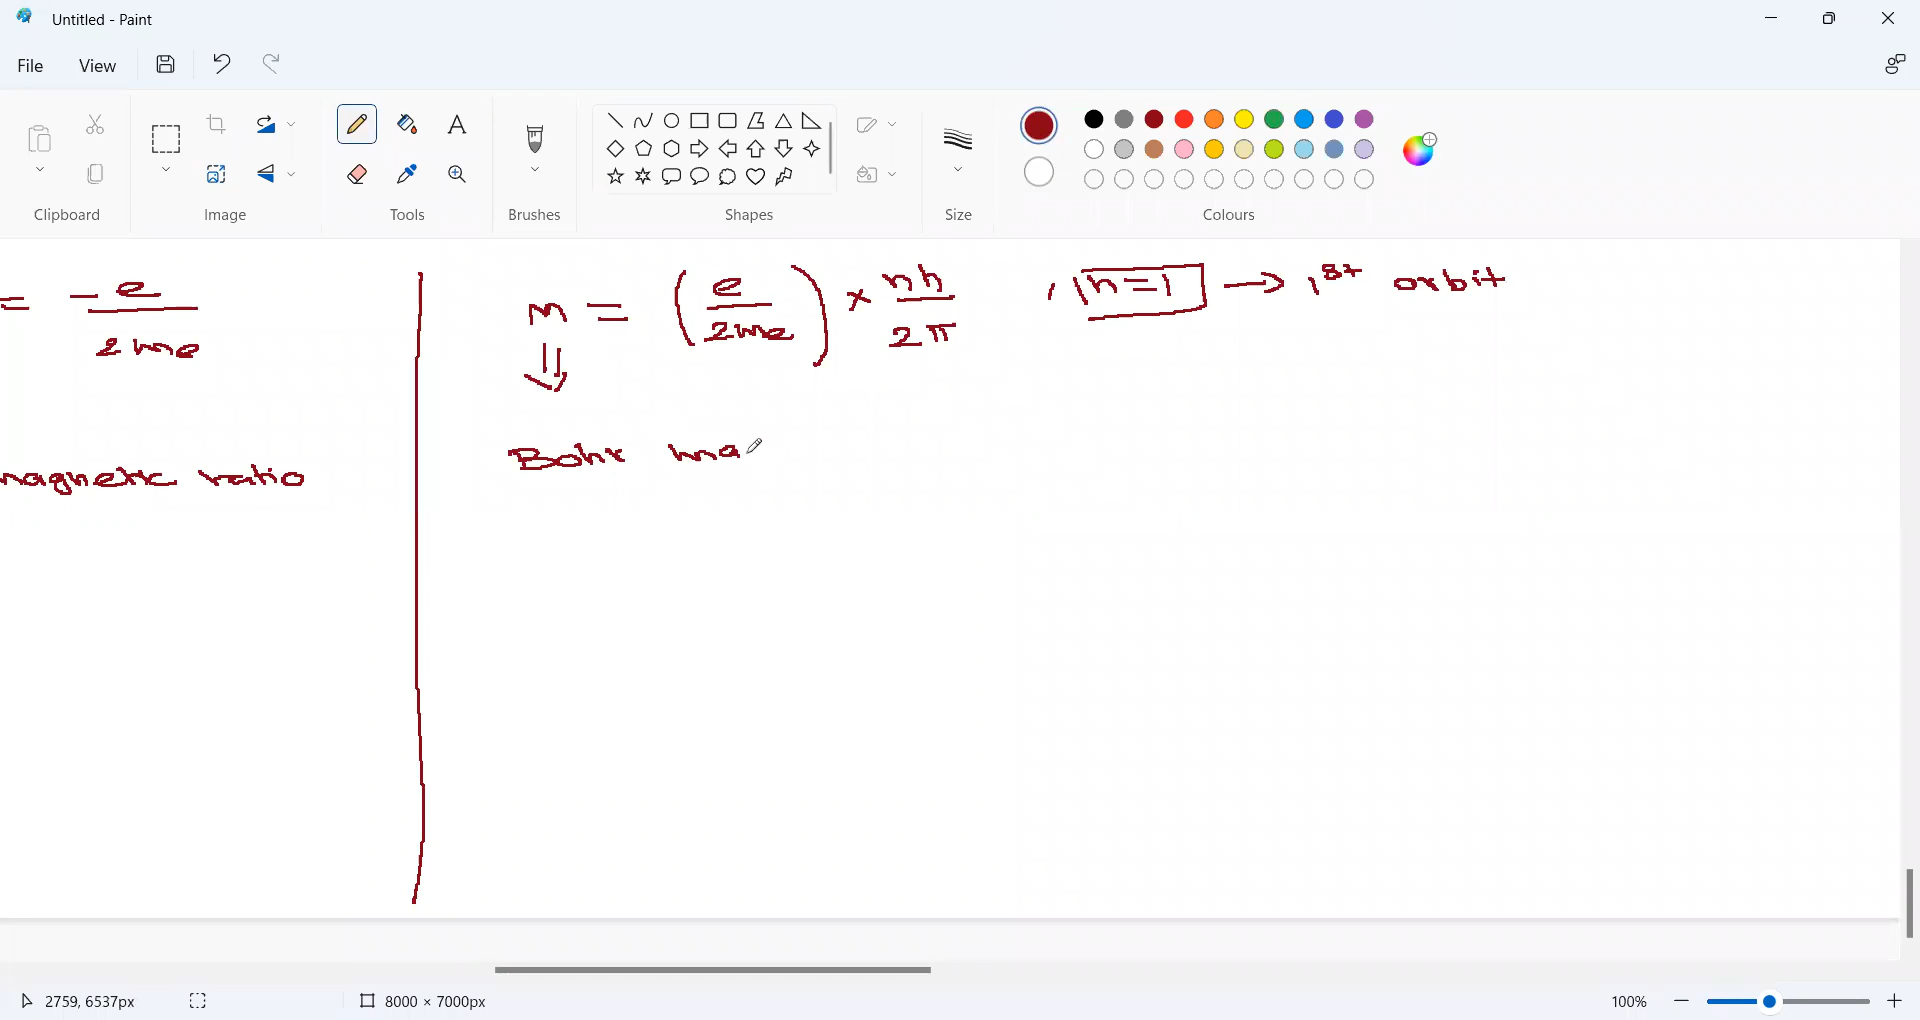 Untitled - Paint
File View
Clipboard Image Tools Brushes Shapes Size Colours
= - e / 2me
magnetic ratio
m = (e / 2me) × nh / 2π , n=1 → 1st orbit
⇓
Bohr ma
2759, 6537px 8000 × 7000px 100%